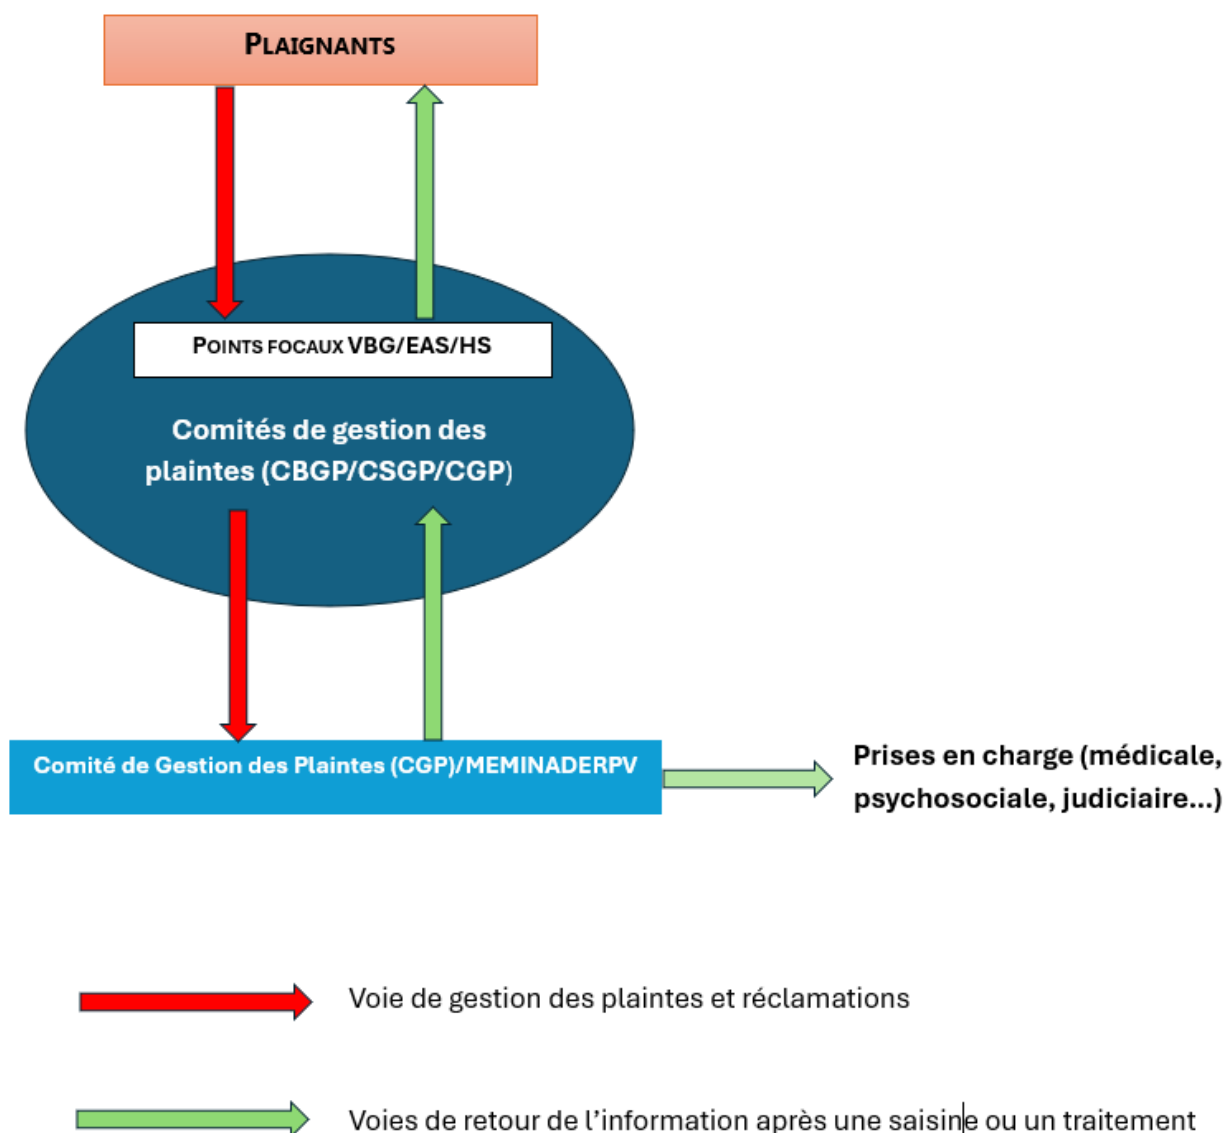 PLAIGNANTS
POINTS FOCAUX VBG/EAS/HS
Comités de gestion des
plaintes (CBGP/CSGP/CGP)
Comité de Gestion des Plaintes (CGP)/MEMINADERPV
Prises en charge (médicale,
psychosociale, judiciaire...)
Voie de gestion des plaintes et réclamations
Voies de retour de l’information après une saisine ou un traitement